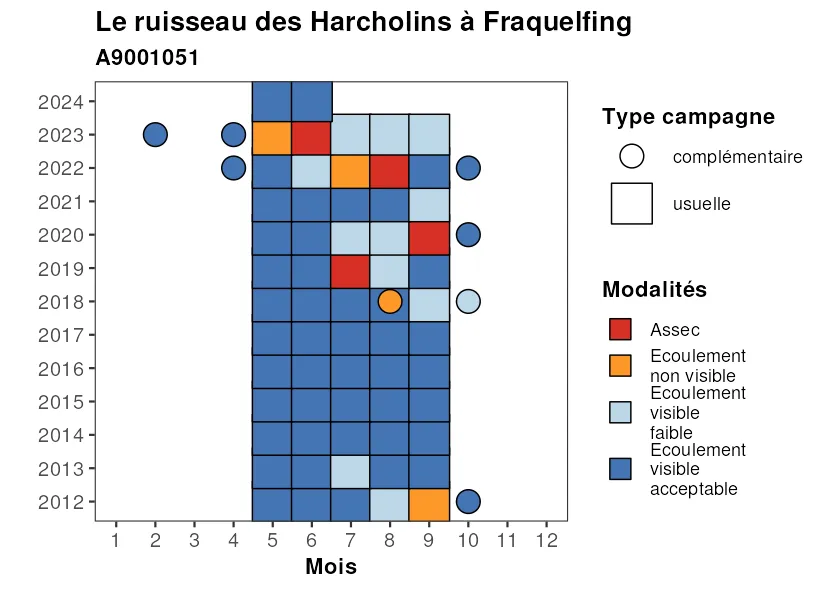 Le ruisseau des Harcholins à Fraquelfing
A9001051
2024
2023
2022
2021
2020
2019
2018
2017
2016
2015
2014
2013
2012
1 2 3 4 5 6 7 8 9 10 11 12
Mois
Type campagne
complémentaire
usuelle
Modalités
Assec
Ecoulement
non visible
Ecoulement
visible
faible
Ecoulement
visible
acceptable